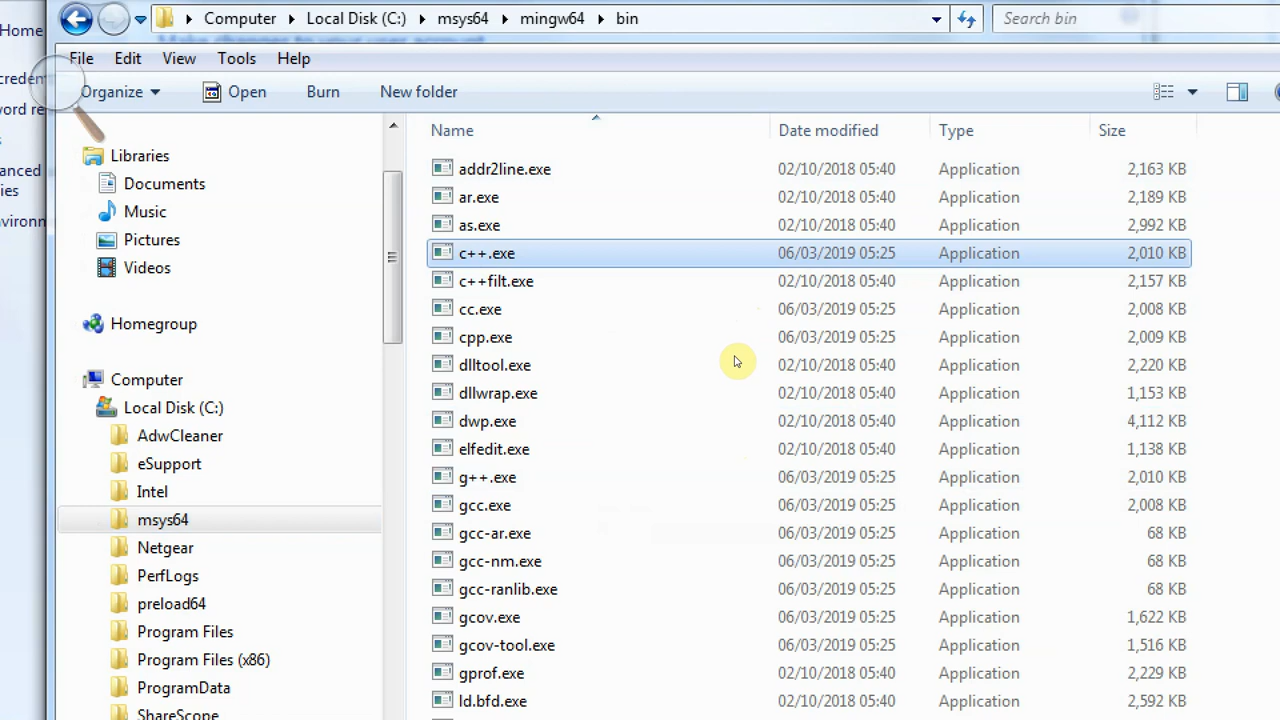 Home
Computer Local Disk (C:) msys64 mingw64 bin
Search bin
Make changes to your user account
File Edit View Tools Help
Organize Open Burn New folder
creden
word re
anced
ies
nvironn
Libraries
Documents
Music
Pictures
Videos
Homegroup
Computer
Local Disk (C:)
AdwCleaner
eSupport
Intel
msys64
Netgear
PerfLogs
preload64
Program Files
Program Files (x86)
ProgramData
ShareScope
Name Date modified Type Size
addr2line.exe 02/10/2018 05:40 Application 2,163 KB
ar.exe 02/10/2018 05:40 Application 2,189 KB
as.exe 02/10/2018 05:40 Application 2,992 KB
c++.exe 06/03/2019 05:25 Application 2,010 KB
c++filt.exe 02/10/2018 05:40 Application 2,157 KB
cc.exe 06/03/2019 05:25 Application 2,008 KB
cpp.exe 06/03/2019 05:25 Application 2,009 KB
dlltool.exe 02/10/2018 05:40 Application 2,220 KB
dllwrap.exe 02/10/2018 05:40 Application 1,153 KB
dwp.exe 02/10/2018 05:40 Application 4,112 KB
elfedit.exe 02/10/2018 05:40 Application 1,138 KB
g++.exe 06/03/2019 05:25 Application 2,010 KB
gcc.exe 06/03/2019 05:25 Application 2,008 KB
gcc-ar.exe 06/03/2019 05:25 Application 68 KB
gcc-nm.exe 06/03/2019 05:25 Application 68 KB
gcc-ranlib.exe 06/03/2019 05:25 Application 68 KB
gcov.exe 06/03/2019 05:25 Application 1,622 KB
gcov-tool.exe 06/03/2019 05:25 Application 1,516 KB
gprof.exe 02/10/2018 05:40 Application 2,229 KB
ld.bfd.exe 02/10/2018 05:40 Application 2,592 KB